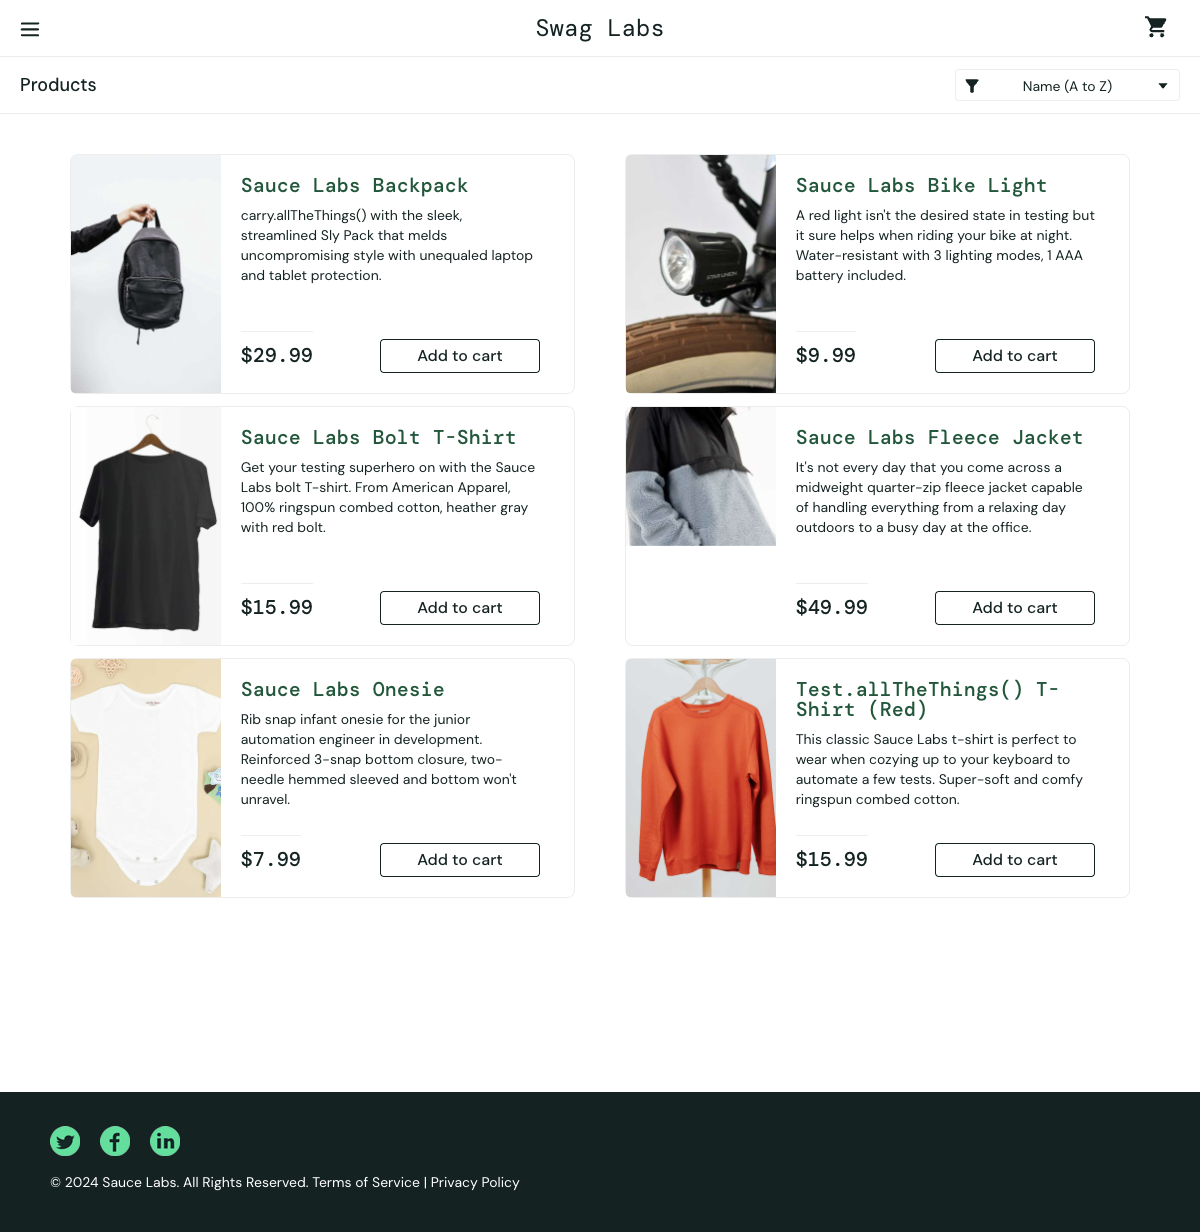 Swag Labs
Products
Name (A to Z)
Sauce Labs Backpack
carry.allTheThings() with the sleek,
streamlined Sly Pack that melds
uncompromising style with unequaled laptop
and tablet protection.
$29.99
Add to cart
Sauce Labs Bike Light
A red light isn't the desired state in testing but
it sure helps when riding your bike at night.
Water-resistant with 3 lighting modes, 1 AAA
battery included.
$9.99
Add to cart
Sauce Labs Bolt T-Shirt
Get your testing superhero on with the Sauce
Labs bolt T-shirt. From American Apparel,
100% ringspun combed cotton, heather gray
with red bolt.
$15.99
Add to cart
Sauce Labs Fleece Jacket
It's not every day that you come across a
midweight quarter-zip fleece jacket capable
of handling everything from a relaxing day
outdoors to a busy day at the office.
$49.99
Add to cart
Sauce Labs Onesie
Rib snap infant onesie for the junior
automation engineer in development.
Reinforced 3-snap bottom closure, two-
needle hemmed sleeved and bottom won't
unravel.
$7.99
Add to cart
Test.allTheThings() T-
Shirt (Red)
This classic Sauce Labs t-shirt is perfect to
wear when cozying up to your keyboard to
automate a few tests. Super-soft and comfy
ringspun combed cotton.
$15.99
Add to cart
© 2024 Sauce Labs. All Rights Reserved. Terms of Service | Privacy Policy